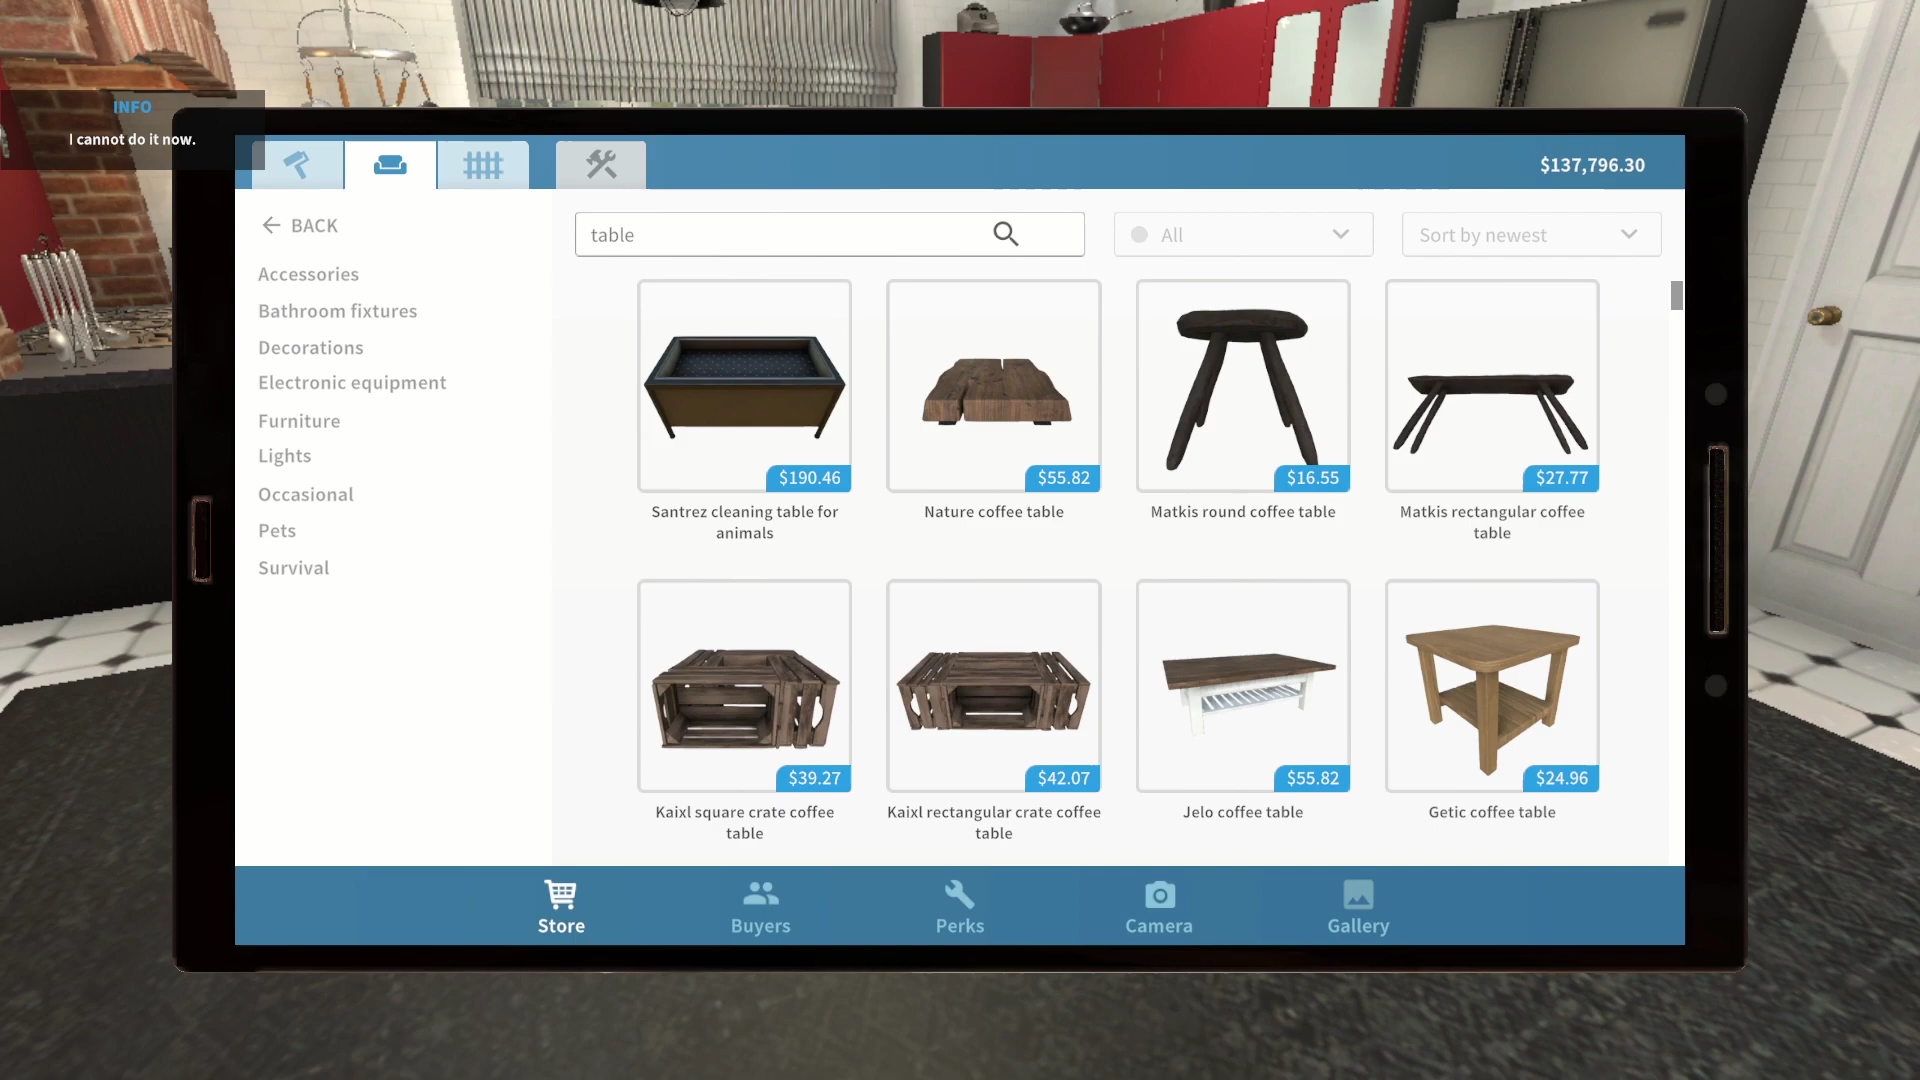 INFO
I cannot do it now.
$137,796.30
BACK
table
All
Sort by newest
Accessories
Bathroom fixtures
Decorations
Electronic equipment
Furniture
Lights
Occasional
Pets
Survival
$190.46
$55.82
$16.55
$27.77
Santrez cleaning table for
animals
Nature coffee table
Matkis round coffee table
Matkis rectangular coffee
table
$39.27
$42.07
$55.82
$24.96
Kaixl square crate coffee
table
Kaixl rectangular crate coffee
table
Jelo coffee table
Getic coffee table
Store
Buyers
Perks
Camera
Gallery